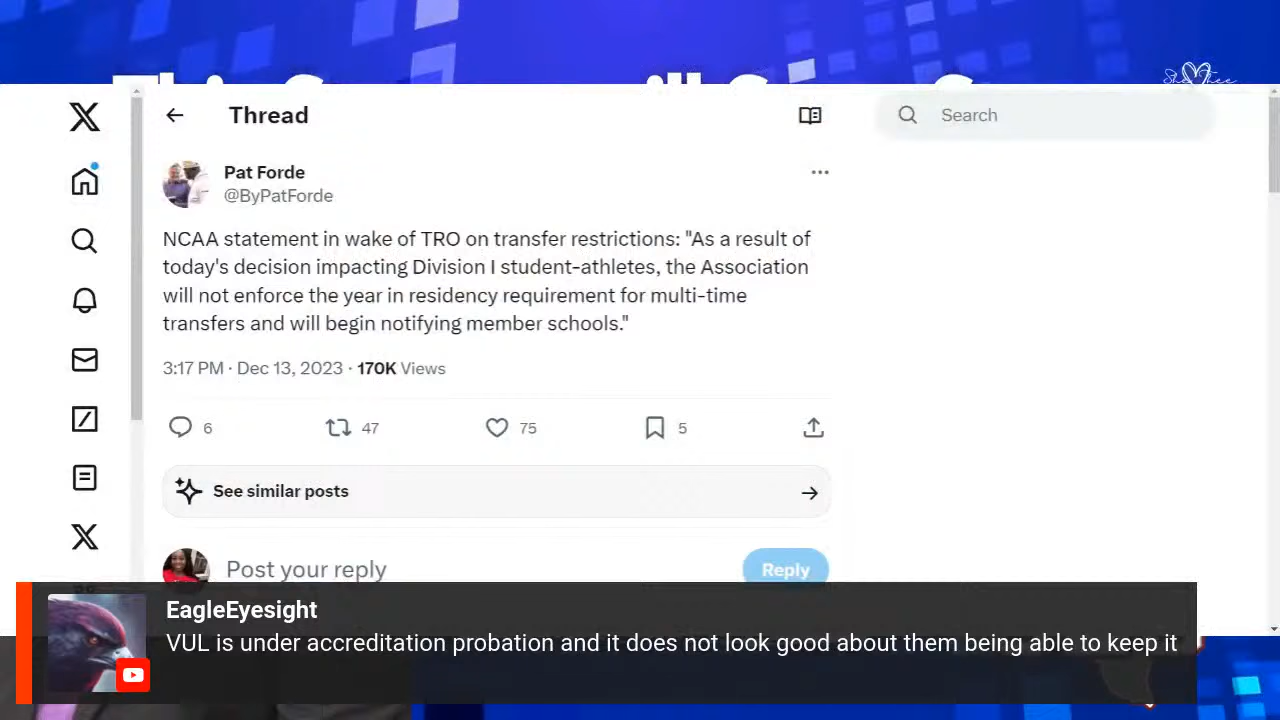 Thread
Search
Pat Forde
@ByPatForde
NCAA statement in wake of TRO on transfer restrictions: "As a result of
today's decision impacting Division I student-athletes, the Association
will not enforce the year in residency requirement for multi-time
transfers and will begin notifying member schools."
3:17 PM · Dec 13, 2023 · 170K Views
6 47 75 5
See similar posts
Post your reply
Reply
EagleEyesight
VUL is under accreditation probation and it does not look good about them being able to keep it